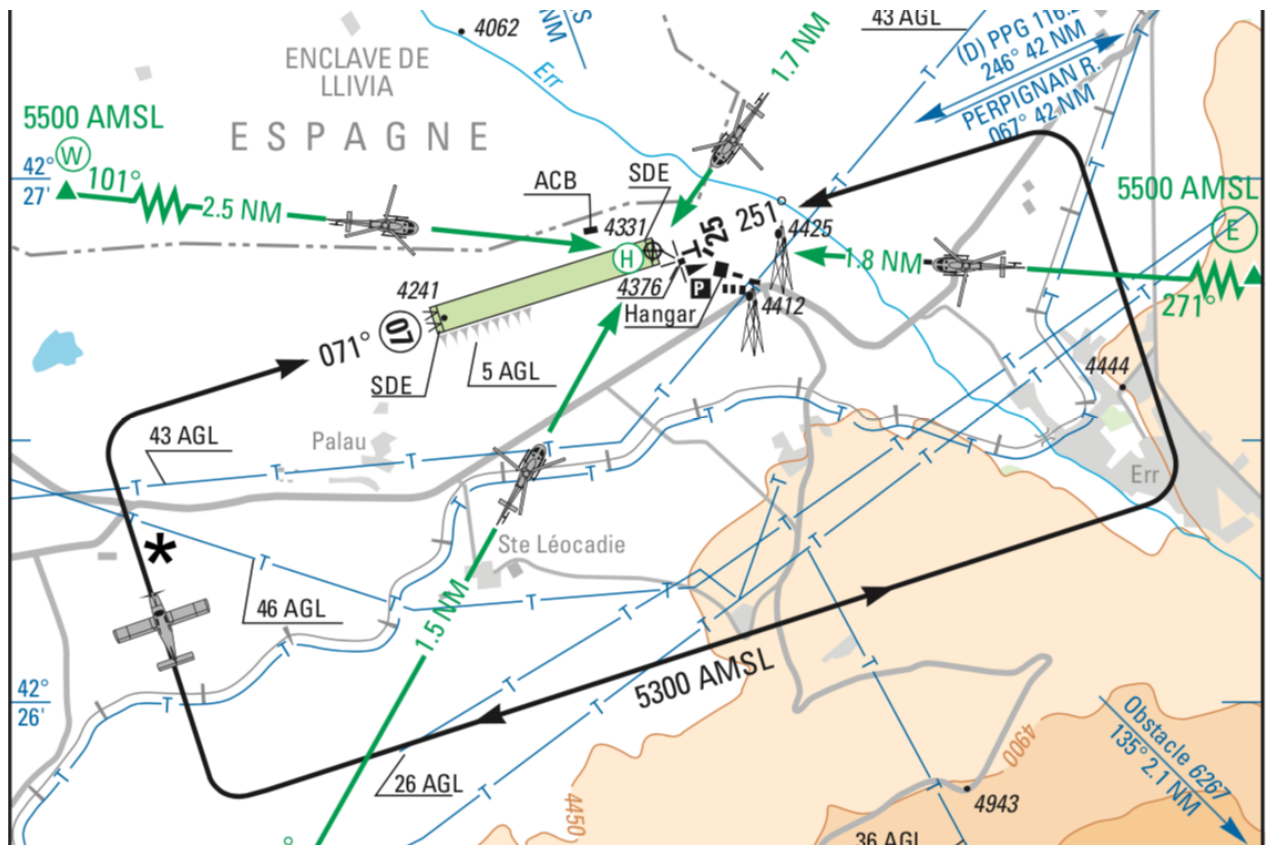 4062
NM
S
1.7 NM
43 AGL
(D) PPG 116.
246° 42 NM
PERPIGNAN R.
067° 42 NM
ENCLAVE DE
LLIVIA
Err
5500 AMSL
W
ESPAGNE
42°
27'
101°
2.5 NM
ACB
SDE
4331
H
25
251°
4425
5500 AMSL
E
1.8 NM
271°
4376
P
Hangar
4412
4241
07
071°
SDE
5 AGL
4444
43 AGL
Palau
Err
*
Ste Léocadie
46 AGL
1.5 NM
5300 AMSL
42°
26'
26 AGL
4450
4900
4943
36 AGL
Obstacle 6267
135° 2.1 NM